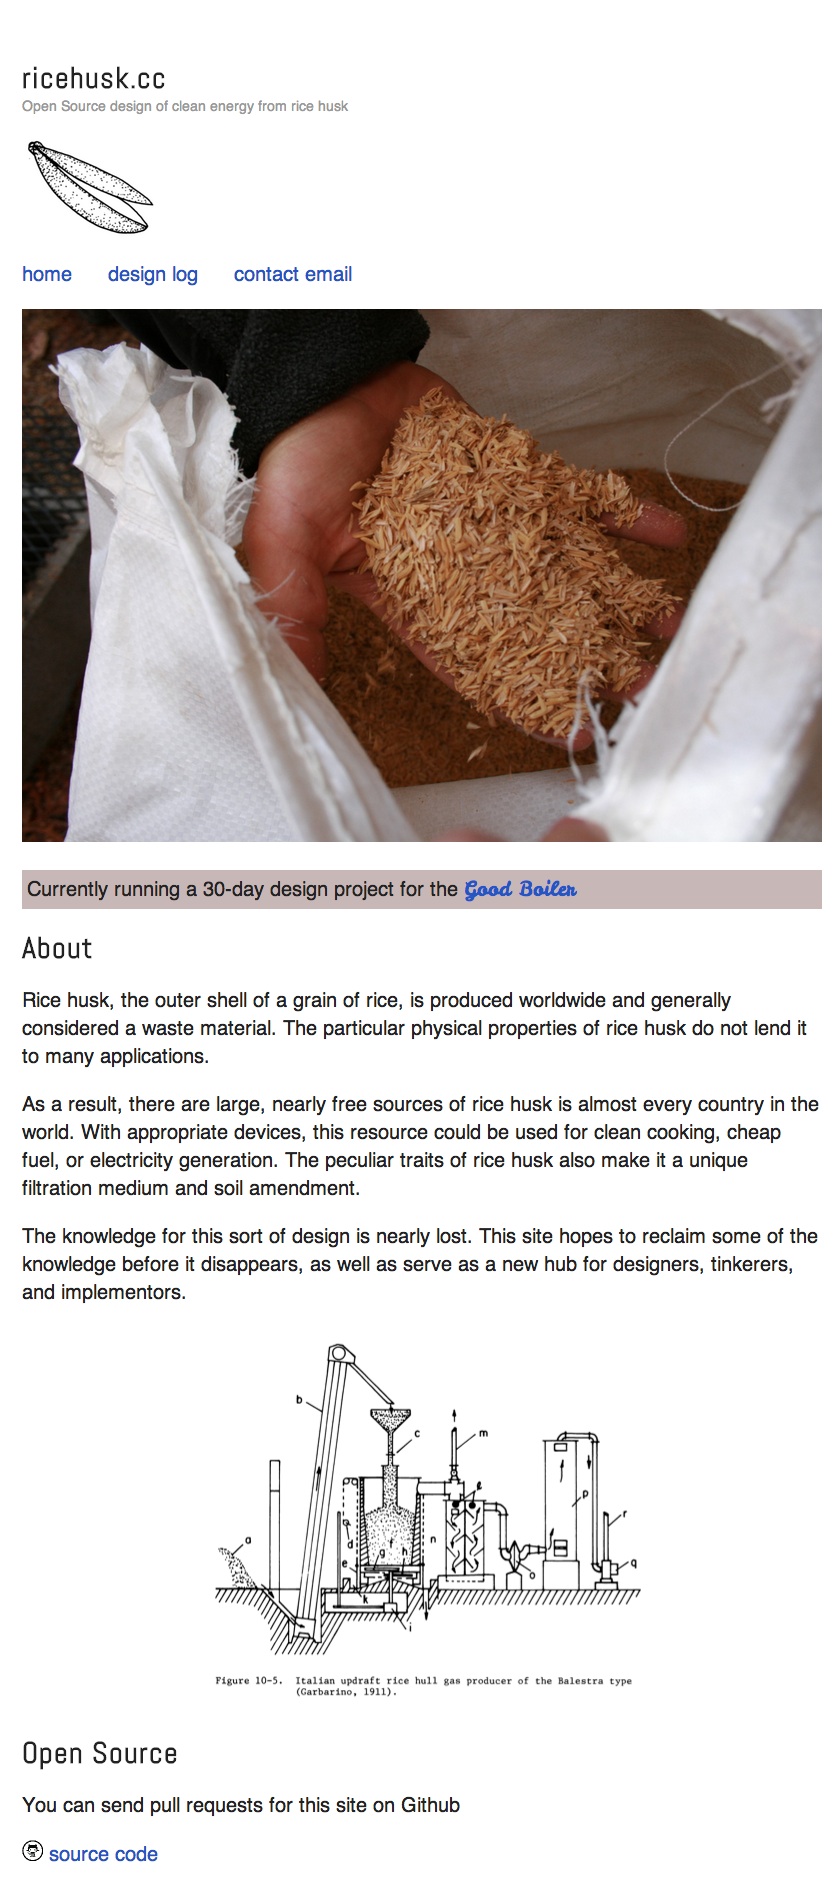 ricehusk.cc
Open Source design of clean energy from rice husk
home design log contact email
Currently running a 30-day design project for the Good Boiler
About
Rice husk, the outer shell of a grain of rice, is produced worldwide and generally
considered a waste material. The particular physical properties of rice husk do not lend it
to many applications.
As a result, there are large, nearly free sources of rice husk is almost every country in the
world. With appropriate devices, this resource could be used for clean cooking, cheap
fuel, or electricity generation. The peculiar traits of rice husk also make it a unique
filtration medium and soil amendment.
The knowledge for this sort of design is nearly lost. This site hopes to reclaim some of the
knowledge before it disappears, as well as serve as a new hub for designers, tinkerers,
and implementors.
b
c
m
l
p
r
a
d
f
n
g h
e
o
q
k
i
Figure 10-5. Italian updraft rice hull gas producer of the Balestra type
(Garbarino, 1911).
Open Source
You can send pull requests for this site on Github
source code